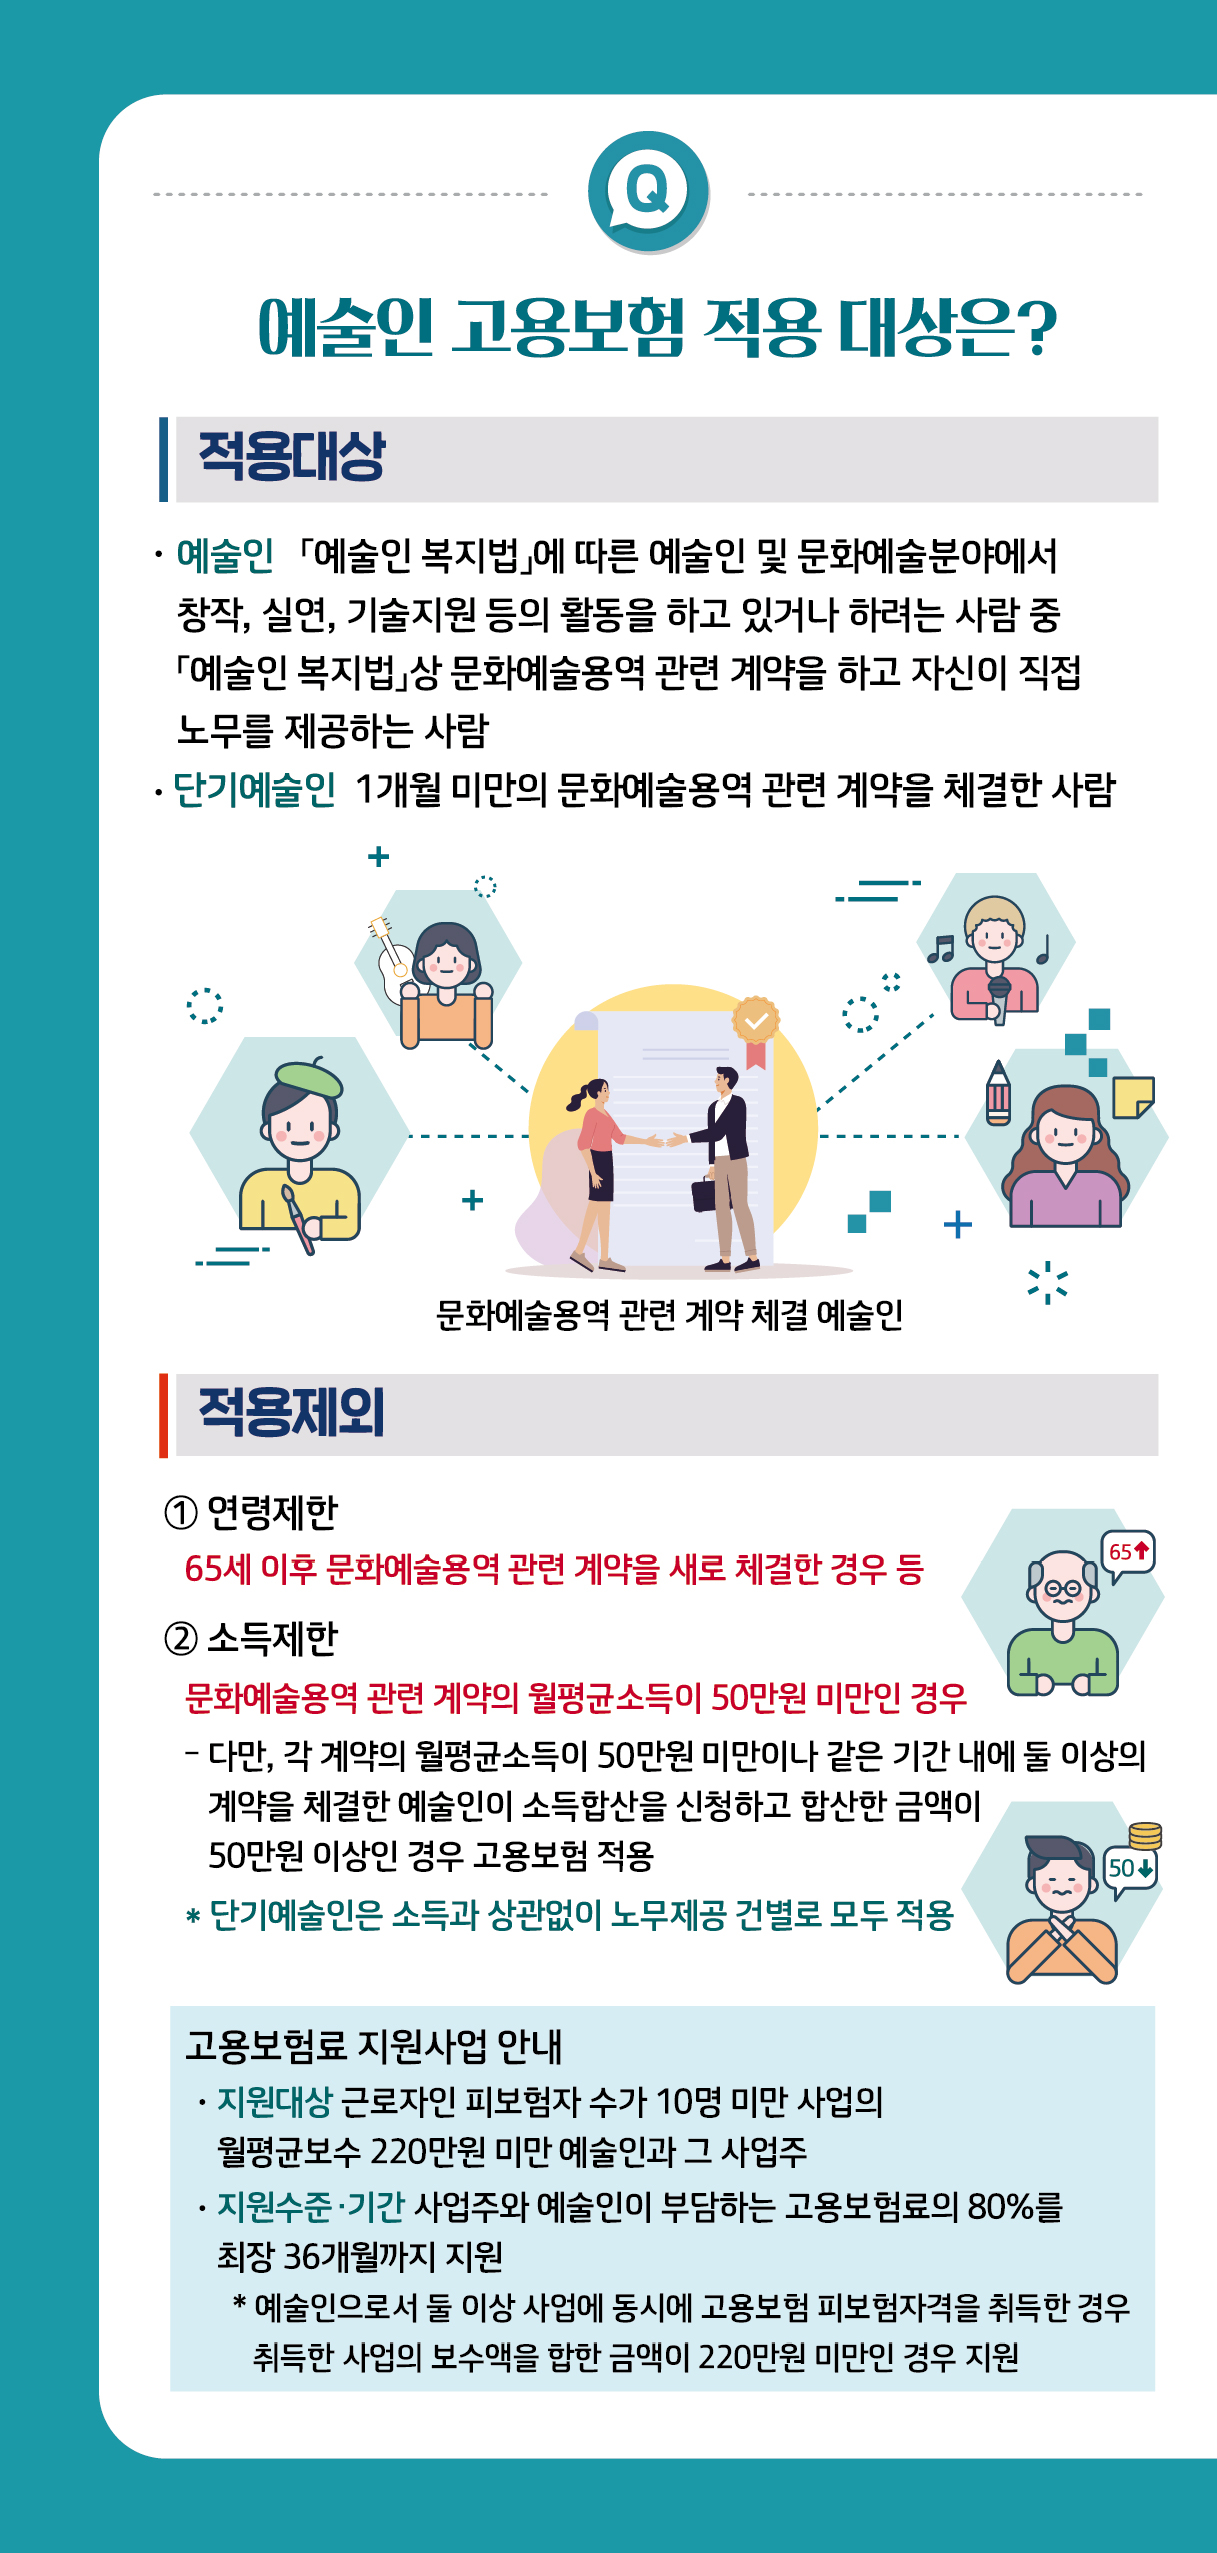 Q
예술인 고용보험 적용 대상은?
적용대상
· 예술인 「예술인 복지법」에 따른 예술인 및 문화예술분야에서
창작, 실연, 기술지원 등의 활동을 하고 있거나 하려는 사람 중
「예술인 복지법」상 문화예술용역 관련 계약을 하고 자신이 직접
노무를 제공하는 사람
· 단기예술인 1개월 미만의 문화예술용역 관련 계약을 체결한 사람
문화예술용역 관련 계약 체결 예술인
적용제외
① 연령제한
65세 이후 문화예술용역 관련 계약을 새로 체결한 경우 등
65
② 소득제한
문화예술용역 관련 계약의 월평균소득이 50만원 미만인 경우
- 다만, 각 계약의 월평균소득이 50만원 미만이나 같은 기간 내에 둘 이상의
계약을 체결한 예술인이 소득합산을 신청하고 합산한 금액이
50만원 이상인 경우 고용보험 적용
50
* 단기예술인은 소득과 상관없이 노무제공 건별로 모두 적용
고용보험료 지원사업 안내
· 지원대상 근로자인 피보험자 수가 10명 미만 사업의
월평균보수 220만원 미만 예술인과 그 사업주
· 지원수준·기간 사업주와 예술인이 부담하는 고용보험료의 80%를
최장 36개월까지 지원
* 예술인으로서 둘 이상 사업에 동시에 고용보험 피보험자격을 취득한 경우
취득한 사업의 보수액을 합한 금액이 220만원 미만인 경우 지원